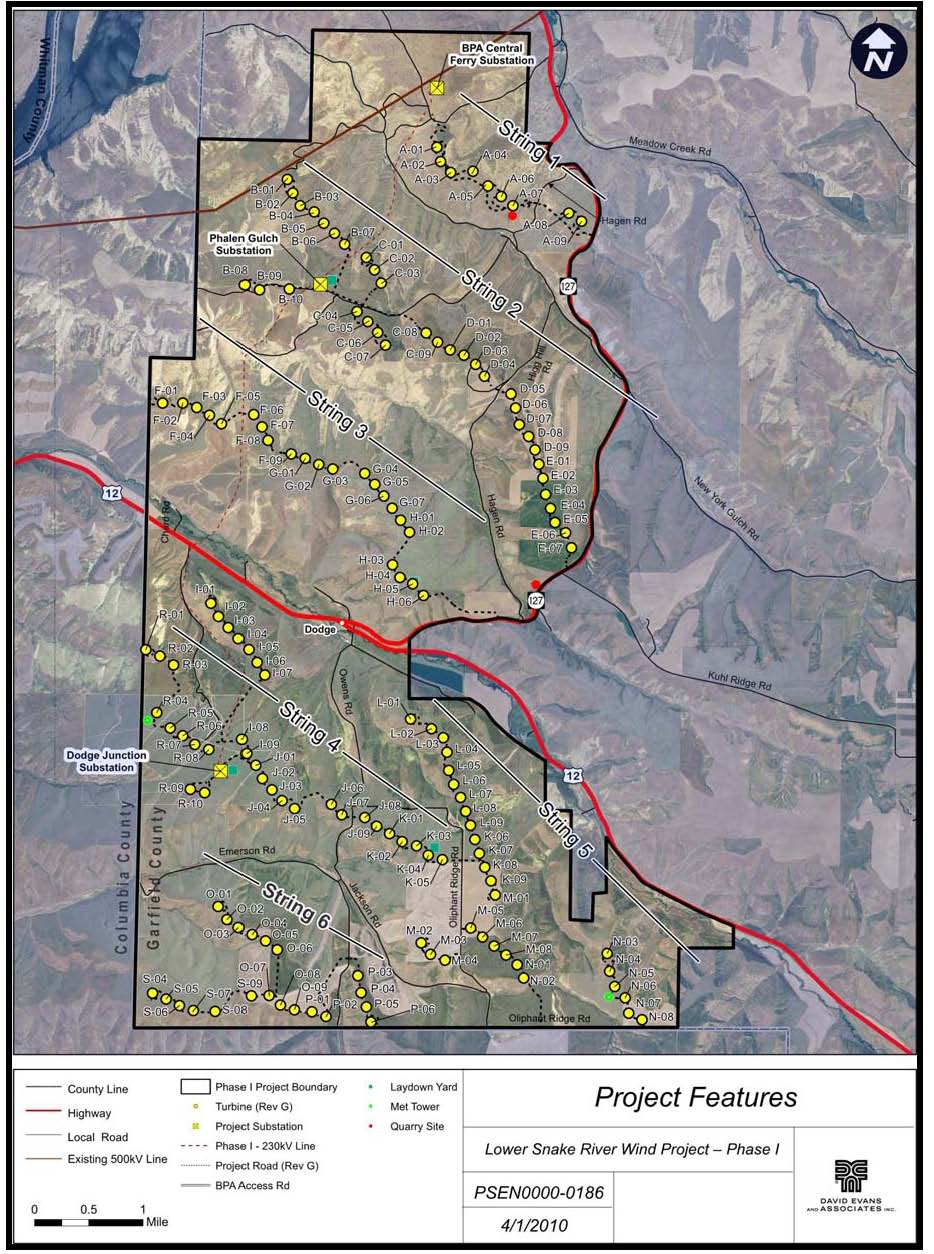 BPA Central
Ferry Substation
N
Whitman County
String 1
Meadow Creek Rd
A-01
A-02
A-03
A-04
A-05
A-06
A-07
A-08
A-09
Hagen Rd
B-01
B-02
B-03
B-04
B-05
B-06
B-07
Phalen Gulch
Substation
C-01
C-02
C-03
B-08
B-09
B-10
String 2
127
C-04
C-05
C-06
C-07
C-08
C-09
D-01
D-02
D-03
D-04
Hill
Rd
D-05
D-06
D-07
D-08
D-09
E-01
E-02
E-03
E-04
E-05
E-06
E-07
F-01
F-02
F-03
F-04
F-05
F-06
F-07
F-08
F-09
String 3
G-01
G-02
G-03
G-04
G-05
G-06
G-07
H-01
H-02
H-03
H-04
H-05
H-06
Hagen Rd
New York Gulch Rd
12
127
Dodge
Kuhl Ridge Rd
I-01
I-02
I-03
I-04
I-05
I-06
I-07
R-01
R-02
R-03
R-04
R-05
R-06
R-07
R-08
String 4
Owens Rd
I-08
I-09
Dodge Junction
Substation
R-09
R-10
J-01
J-02
J-03
J-04
J-05
J-06
J-07
J-08
J-09
K-01
K-02
K-03
K-04
K-05
L-01
L-02
L-03
L-04
L-05
L-06
L-07
L-08
L-09
K-06
K-07
K-08
K-09
M-01
String 5
12
Columbia County
Garfield County
Emerson Rd
String 6
Jackson Rd
Oliphant Ridge Rd
O-01
O-02
O-03
O-04
O-05
O-06
M-02
M-03
M-04
M-05
M-06
M-07
M-08
N-01
N-02
N-03
N-04
N-05
N-06
N-07
N-08
S-04
S-05
S-06
S-07
S-08
S-09
O-07
O-08
O-09
P-01
P-02
P-03
P-04
P-05
P-06
Oliphant Ridge Rd
County Line
Highway
Local Road
Existing 500kV Line
Phase I Project Boundary
Turbine (Rev G)
Project Substation
Phase I - 230kV Line
Project Road (Rev G)
BPA Access Rd
Laydown Yard
Met Tower
Quarry Site
0 0.5 1
Mile
Project Features
Lower Snake River Wind Project – Phase I
PSEN0000-0186
4/1/2010
DAVID EVANS
AND ASSOCIATES INC.